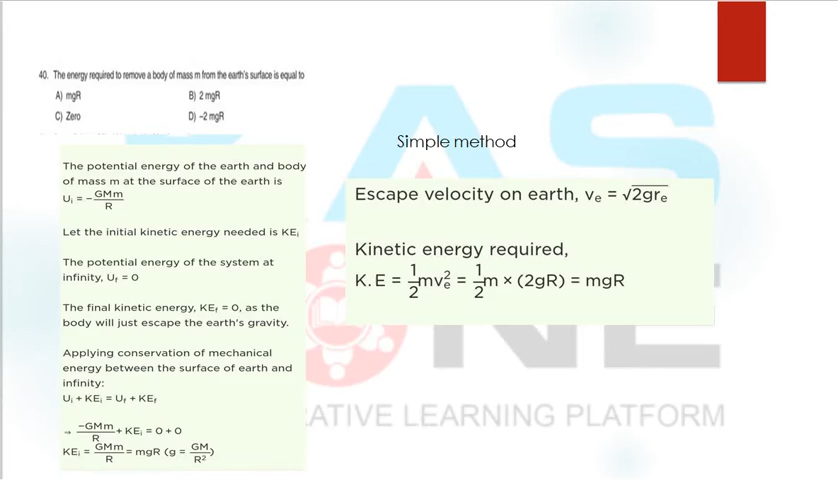 40. The energy required to remove a body of mass m from the earth's surface is equal to
A) mgR B) 2 mgR
C) Zero D) –2 mgR
The potential energy of the earth and body
of mass m at the surface of the earth is
Uᵢ = –GMm/R
Let the initial kinetic energy needed is KEᵢ
The potential energy of the system at
infinity, U_f = 0
The final kinetic energy, KE_f = 0, as the
body will just escape the earth's gravity.
Applying conservation of mechanical
energy between the surface of earth and
infinity:
Uᵢ + KEᵢ = U_f + KE_f
→ –GMm/R + KEᵢ = 0 + 0
KEᵢ = GMm/R = mgR (g = GM/R²)
Simple method
Escape velocity on earth, vₑ = √2grₑ
Kinetic energy required,
K.E = 1/2 mvₑ² = 1/2 m × (2gR) = mgR
NE
RATIVE LEARNING PLATFORM